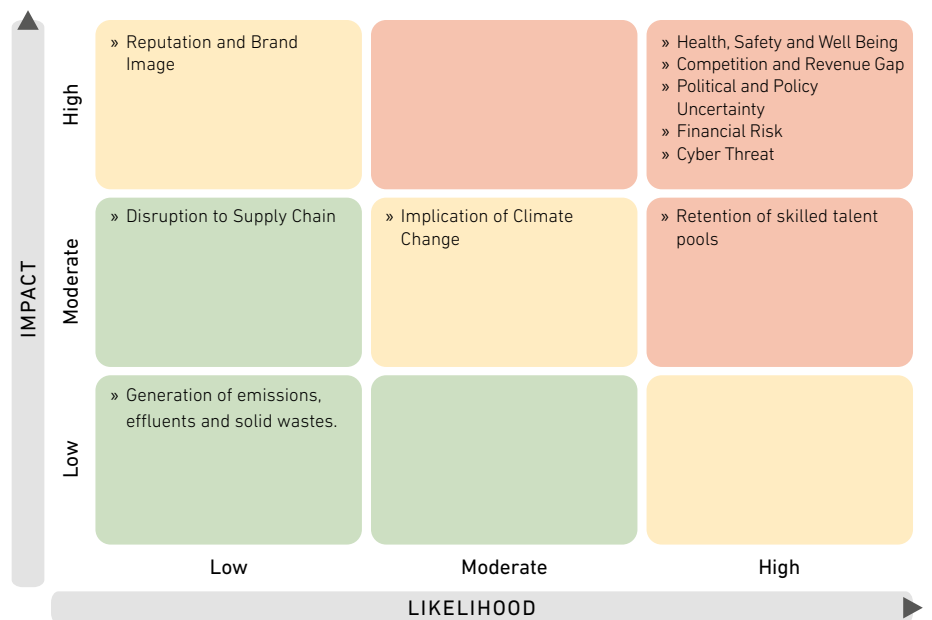 IMPACT
High
» Reputation and Brand
Image
» Health, Safety and Well Being
» Competition and Revenue Gap
» Political and Policy
Uncertainty
» Financial Risk
» Cyber Threat
Moderate
» Disruption to Supply Chain
» Implication of Climate
Change
» Retention of skilled talent
pools
Low
» Generation of emissions,
effluents and solid wastes.
Low
Moderate
High
LIKELIHOOD